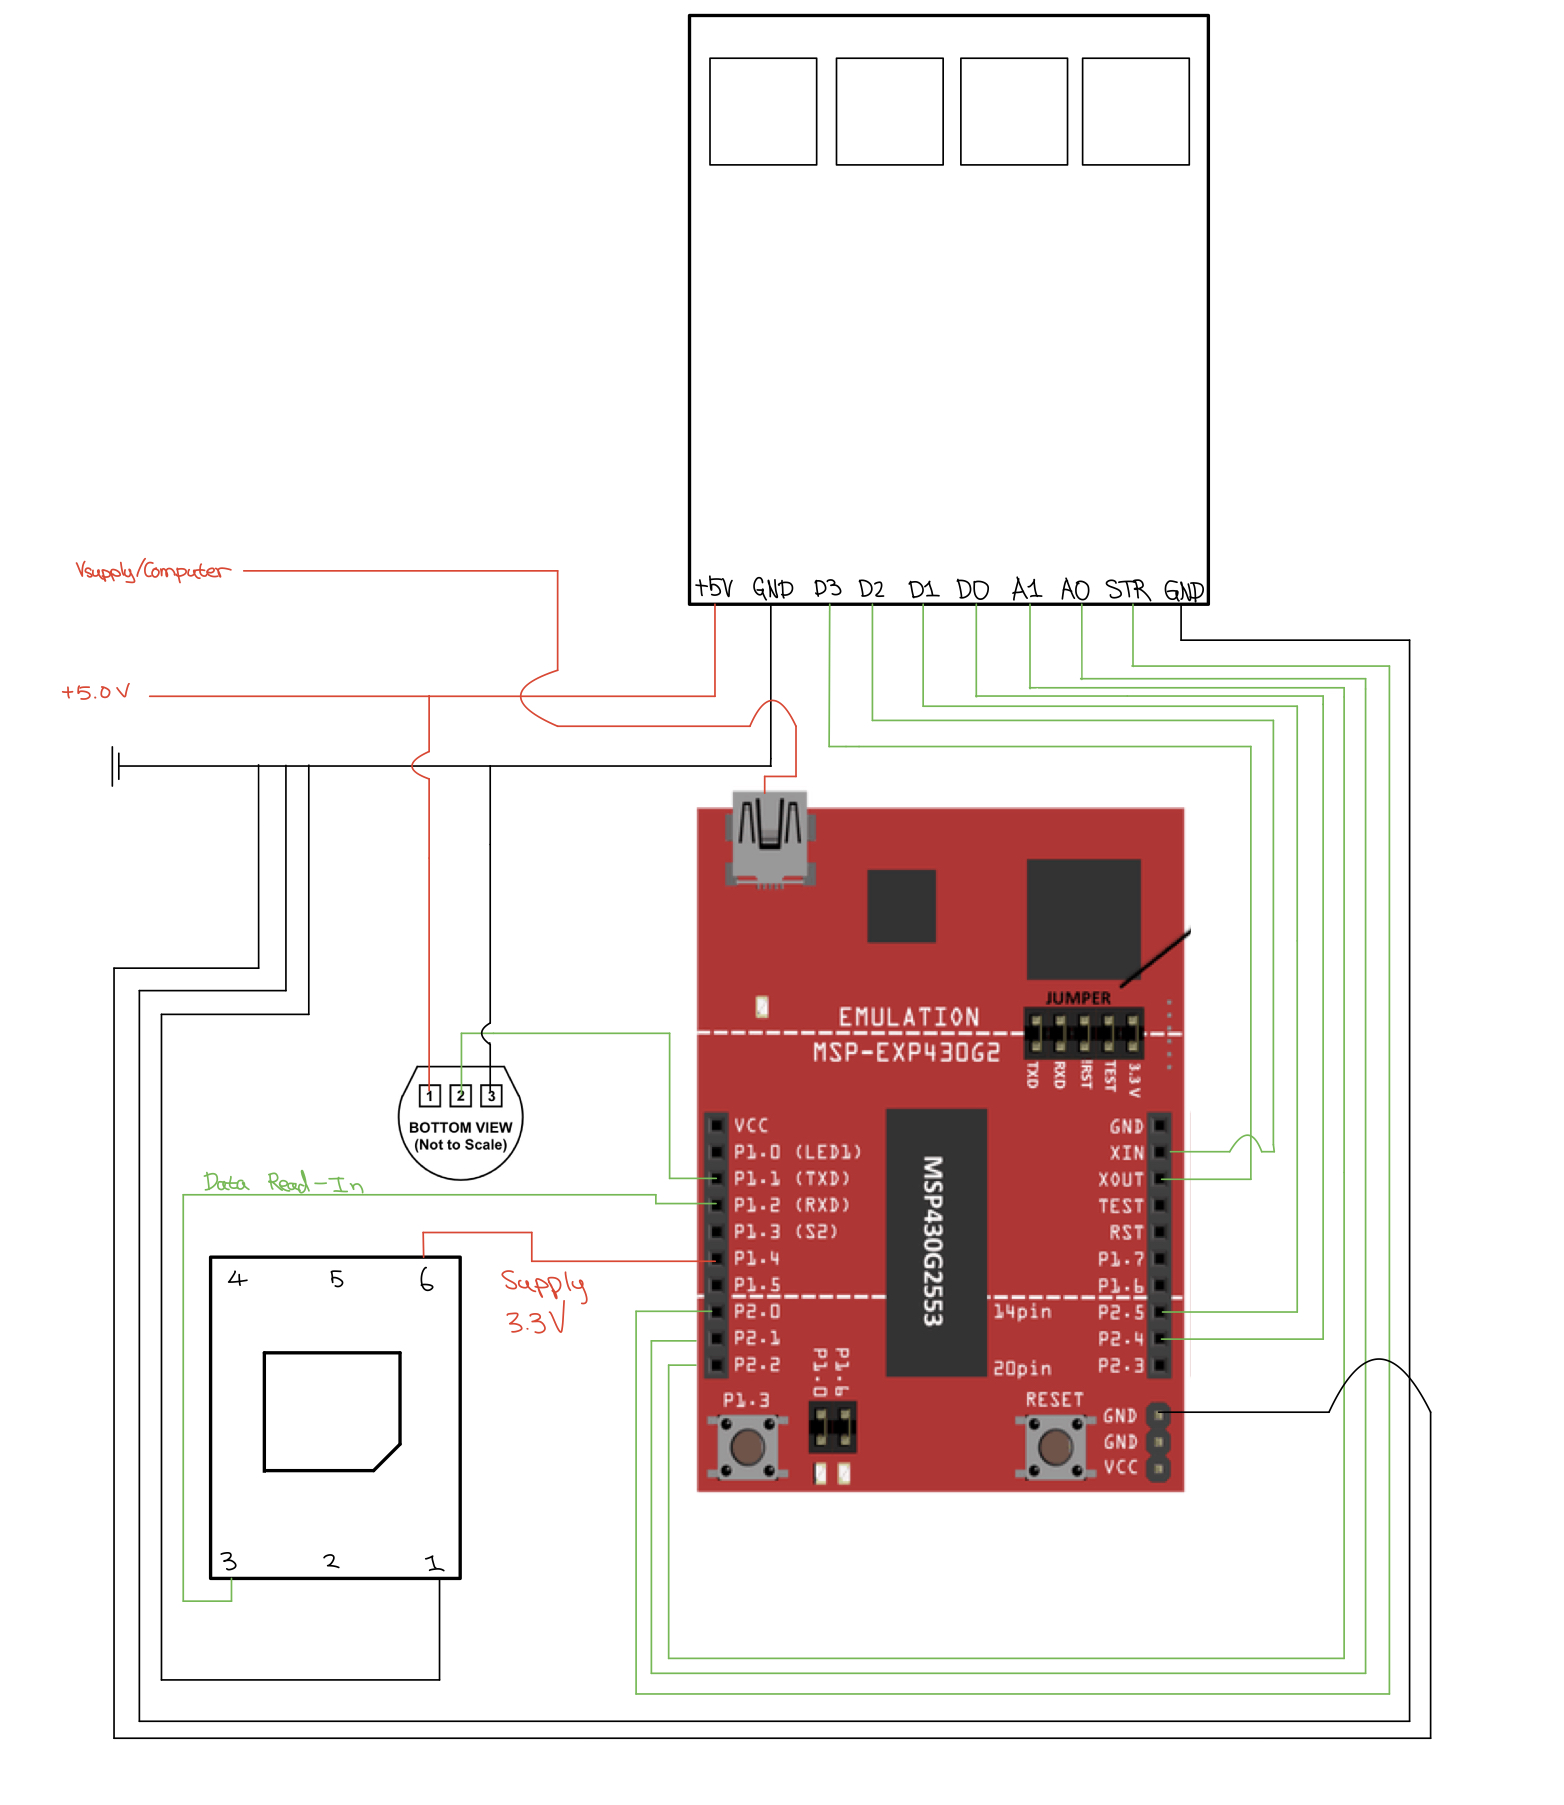 Vsupply/Computer
+5V GND D3 D2 D1 D0 A1 A0 STR GND
+5.0V
JUMPER
EMULATION
MSP-EXP430G2
TXD
RXD
RST
TEST
3.3 V
1 2 3
BOTTOM VIEW
(Not to Scale)
Data Read-In
VCC
P1.0 (LED1)
P1.1 (TXD)
P1.2 (RXD)
P1.3 (S2)
P1.4
P1.5
P2.0
P2.1
P2.2
MSP430G2553
14pin
20pin
GND
XIN
XOUT
TEST
RST
P1.7
P1.6
P2.5
P2.4
P2.3
4 5 6
Supply
3.3V
3 2 1
P1.3
P1.0
P1.6
RESET
GND
GND
VCC